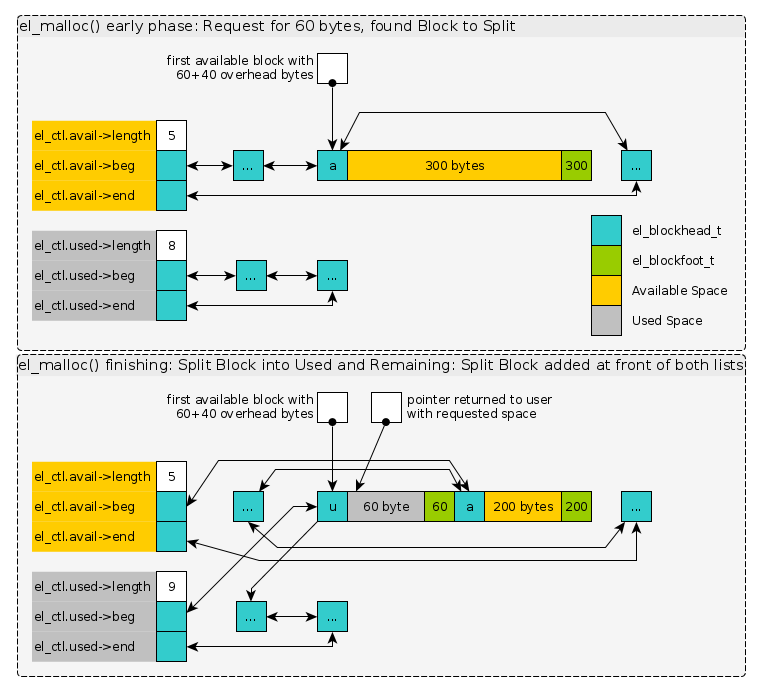 el_malloc() early phase: Request for 60 bytes, found Block to Split
first available block with
60+40 overhead bytes
el_ctl.avail->length 5
el_ctl.avail->beg ... a 300 bytes 300 ...
el_ctl.avail->end
el_ctl.used->length 8
el_ctl.used->beg ... ...
el_ctl.used->end
el_blockhead_t
el_blockfoot_t
Available Space
Used Space
el_malloc() finishing: Split Block into Used and Remaining: Split Block added at front of both lists
first available block with
60+40 overhead bytes
pointer returned to user
with requested space
el_ctl.avail->length 5
el_ctl.avail->beg ... u 60 byte 60 a 200 bytes 200 ...
el_ctl.avail->end
el_ctl.used->length 9
el_ctl.used->beg ... ...
el_ctl.used->end